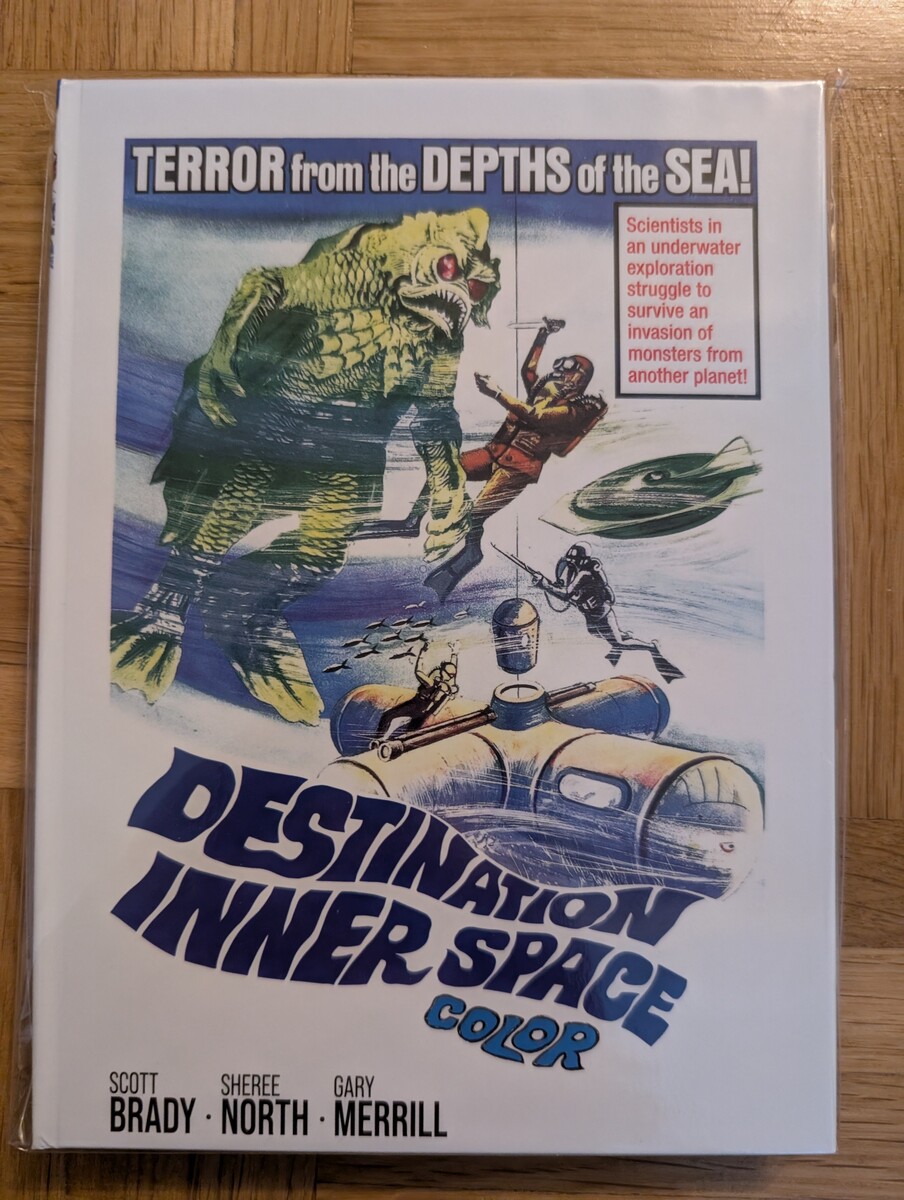 TERROR from the DEPTHS of the SEA!
Scientists in
an underwater
exploration
struggle to
survive an
invasion of
monsters from
another planet!
DESTINATION
INNER SPACE
COLOR
SCOTT
BRADY
· SHEREE
NORTH
· GARY
MERRILL